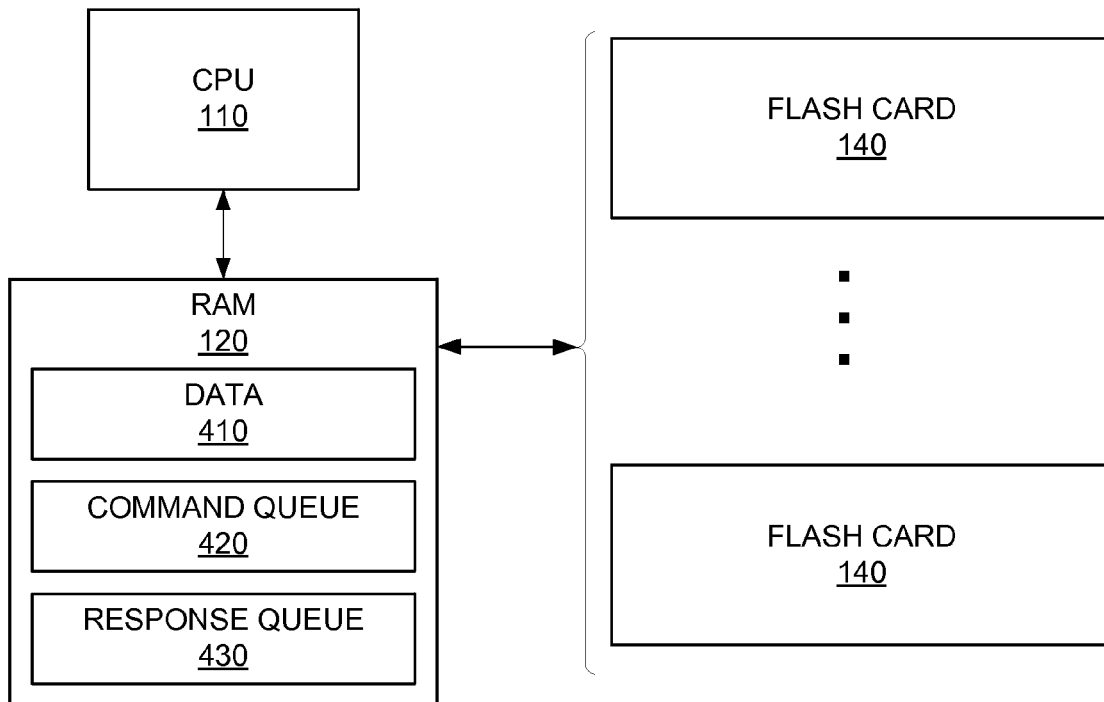 CPU
110
RAM
120
DATA
410
COMMAND QUEUE
420
RESPONSE QUEUE
430
FLASH CARD
140
FLASH CARD
140